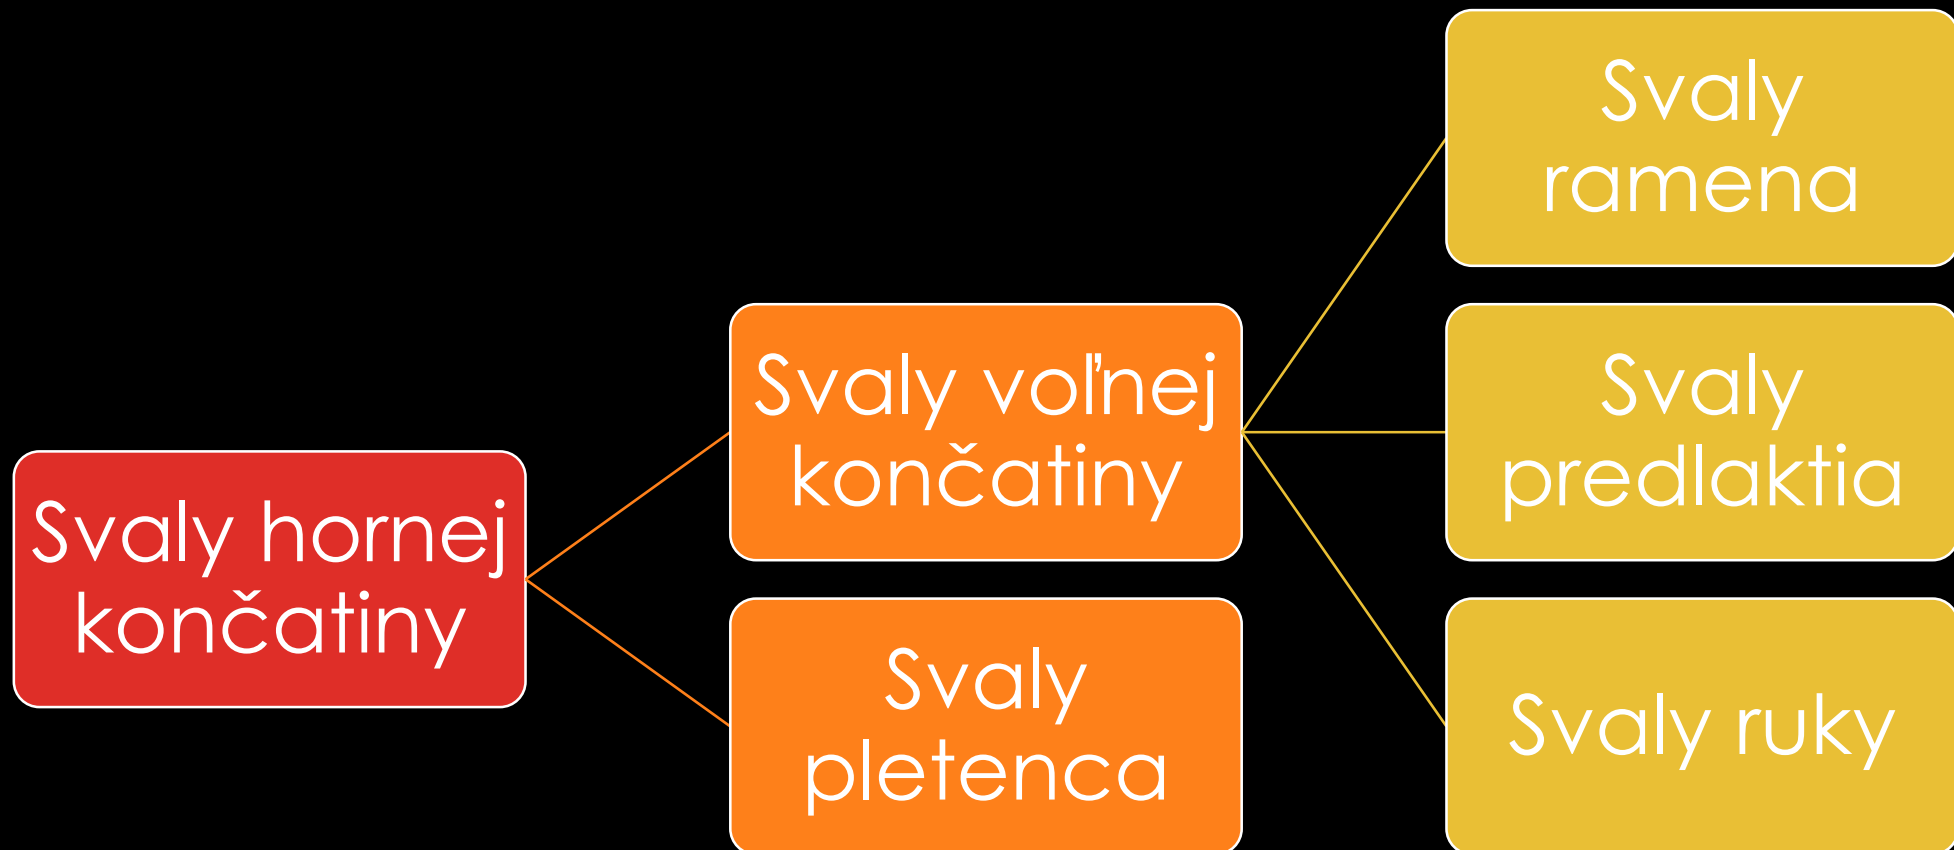 Svaly hornej
končatiny
Svaly voľnej
končatiny
Svaly
pletenca
Svaly
ramena
Svaly
predlaktia
Svaly ruky